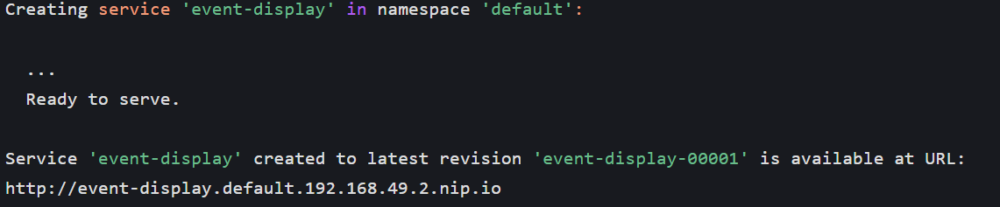 Creating service 'event-display' in namespace 'default':
...
Ready to serve.
Service 'event-display' created to latest revision 'event-display-00001' is available at URL:
http://event-display.default.192.168.49.2.nip.io